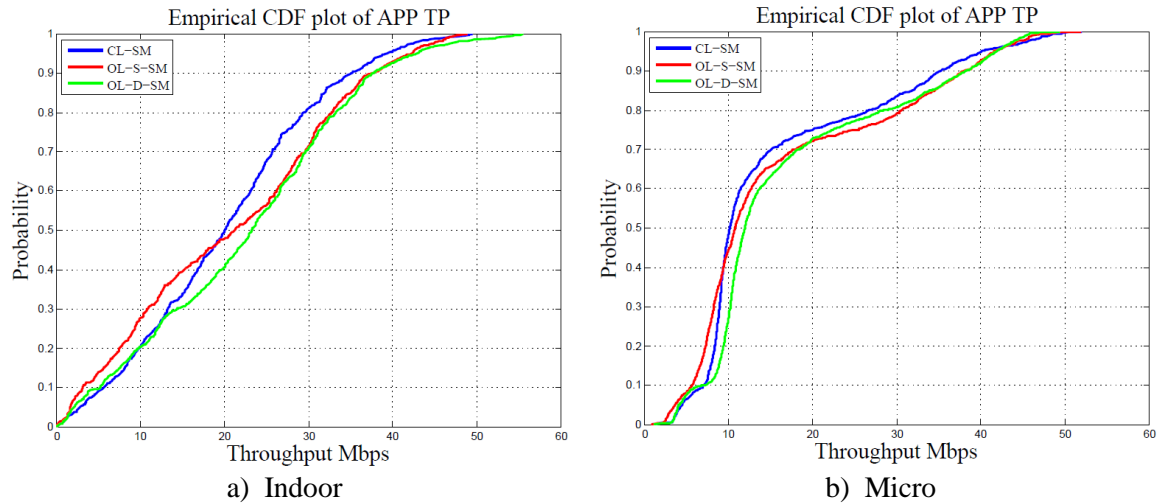 Empirical CDF plot of APP TP
CL-SM
OL-S-SM
OL-D-SM
Probability
1
0.9
0.8
0.7
0.6
0.5
0.4
0.3
0.2
0.1
0
0 10 20 30 40 50 60
Throughput Mbps
a) Indoor
Empirical CDF plot of APP TP
CL-SM
OL-S-SM
OL-D-SM
Probability
1
0.9
0.8
0.7
0.6
0.5
0.4
0.3
0.2
0.1
0
0 10 20 30 40 50 60
Throughput Mbps
b) Micro